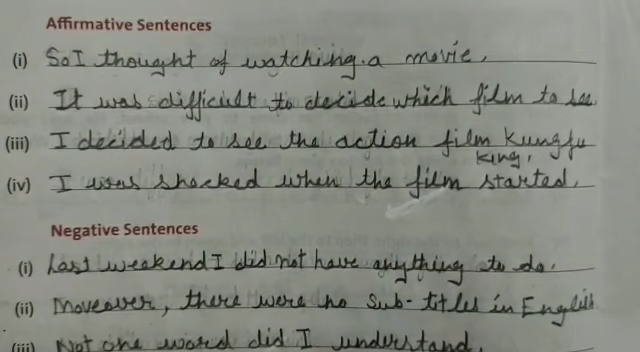 Affirmative Sentences
(i) So I thought of watching a movie.
(ii) It was difficult to decide which film to see.
(iii) I decided to see the action film Kungfu
King.
(iv) I was shocked when the film started.
Negative Sentences
(i) Last weekend I did not have anything to do.
(ii) Moveover, there were no Sub-titles in English
(iii) Not one word did I understand.